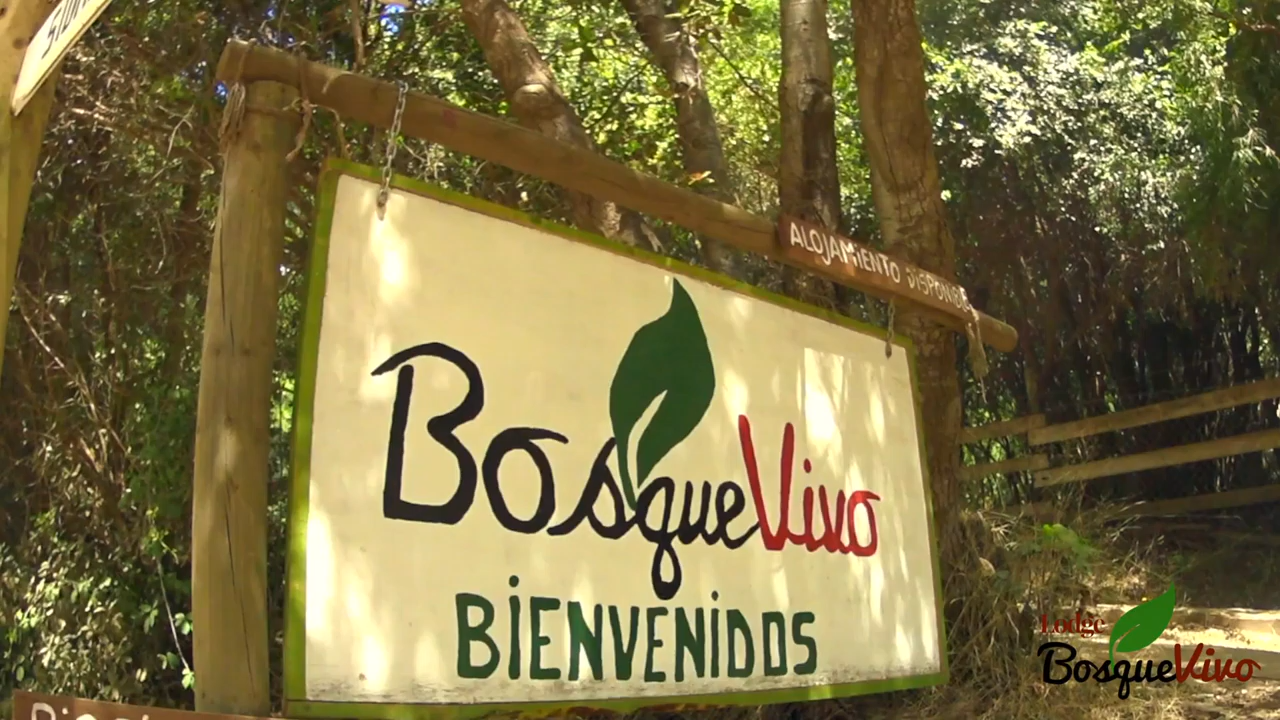 ALOJAMIENTO DISPONIBLE
BosqueVivo
BIENVENIDOS
Lodge
BosqueVivo